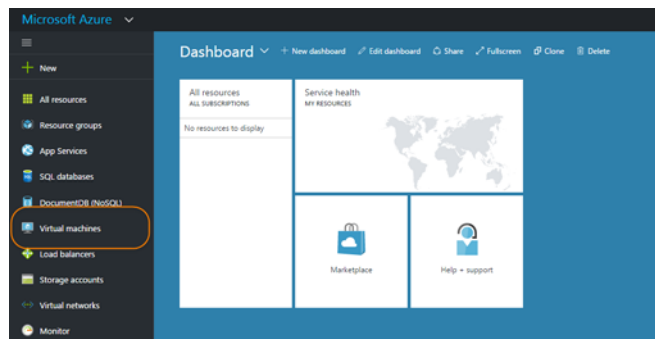 Microsoft Azure
New
All resources
Resource groups
App Services
SQL databases
DocumentDB (NoSQL)
Virtual machines
Load balancers
Storage accounts
Virtual networks
Monitor
Dashboard
+ New dashboard Edit dashboard Share Fullscreen Clone Delete
All resources
ALL SUBSCRIPTIONS
No resources to display
Service health
MY RESOURCES
Marketplace
Help + support